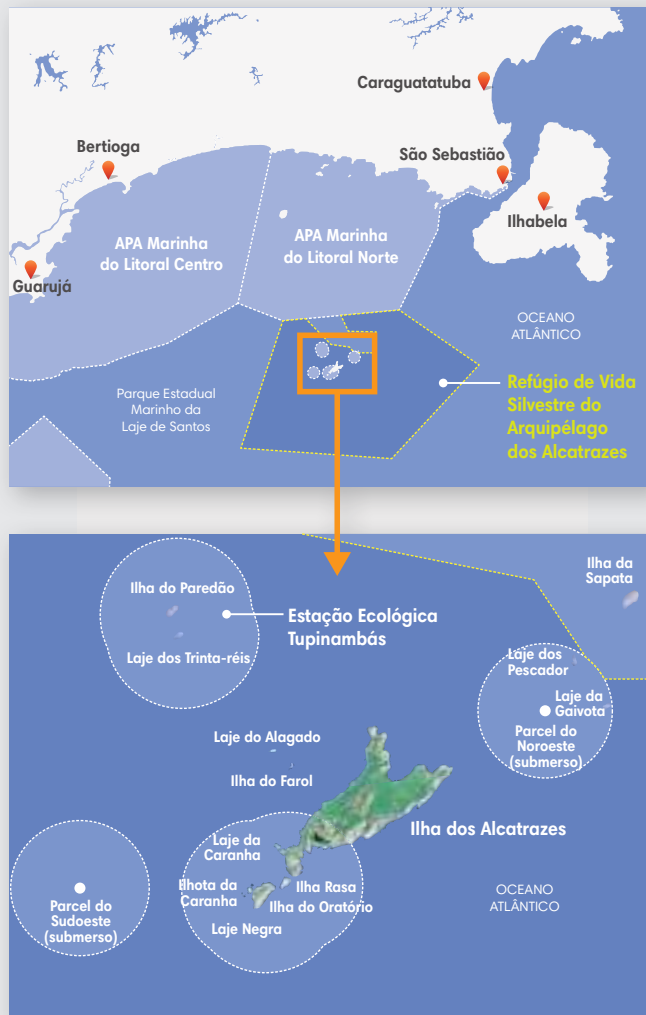 Caraguatatuba
Bertioga
São Sebastião
Ilhabela
APA Marinha
do Litoral Norte
APA Marinha
do Litoral Centro
Guarujá
OCEANO
ATLÂNTICO
Parque Estadual
Marinho da
Laje de Santos
Refúgio de Vida
Silvestre do
Arquipélago
dos Alcatrazes
Ilha da
Sapata
Ilha do Paredão
Estação Ecológica
Tupinambás
Laje dos Trinta-réis
Laje dos
Pescador
Laje da
Gaivota
Parcel do
Noroeste
(submerso)
Laje do Alagado
Ilha do Farol
Ilha dos Alcatrazes
Laje da
Caranha
Ilhota da
Caranha
Ilha Rasa
Ilha do Oratório
Laje Negra
Parcel do
Sudoeste
(submerso)
OCEANO
ATLÂNTICO